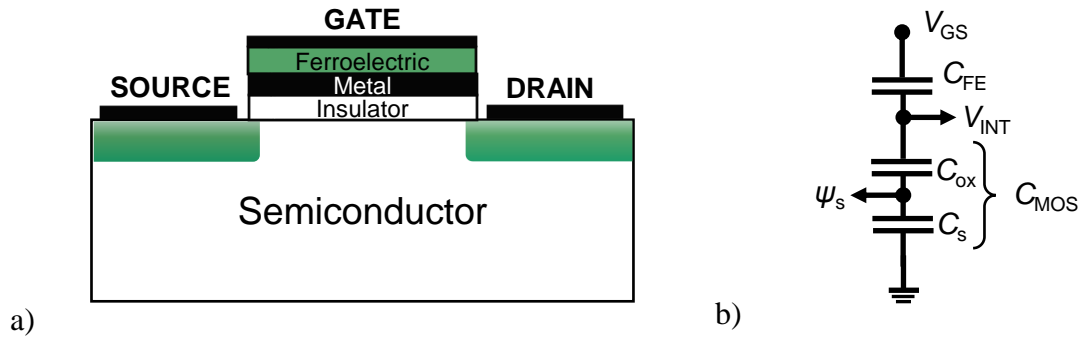 GATE
Ferroelectric
Metal
Insulator
SOURCE
DRAIN
Semiconductor
a)
V_GS
C_FE
V_INT
C_ox
ψ_s
C_MOS
C_s
b)